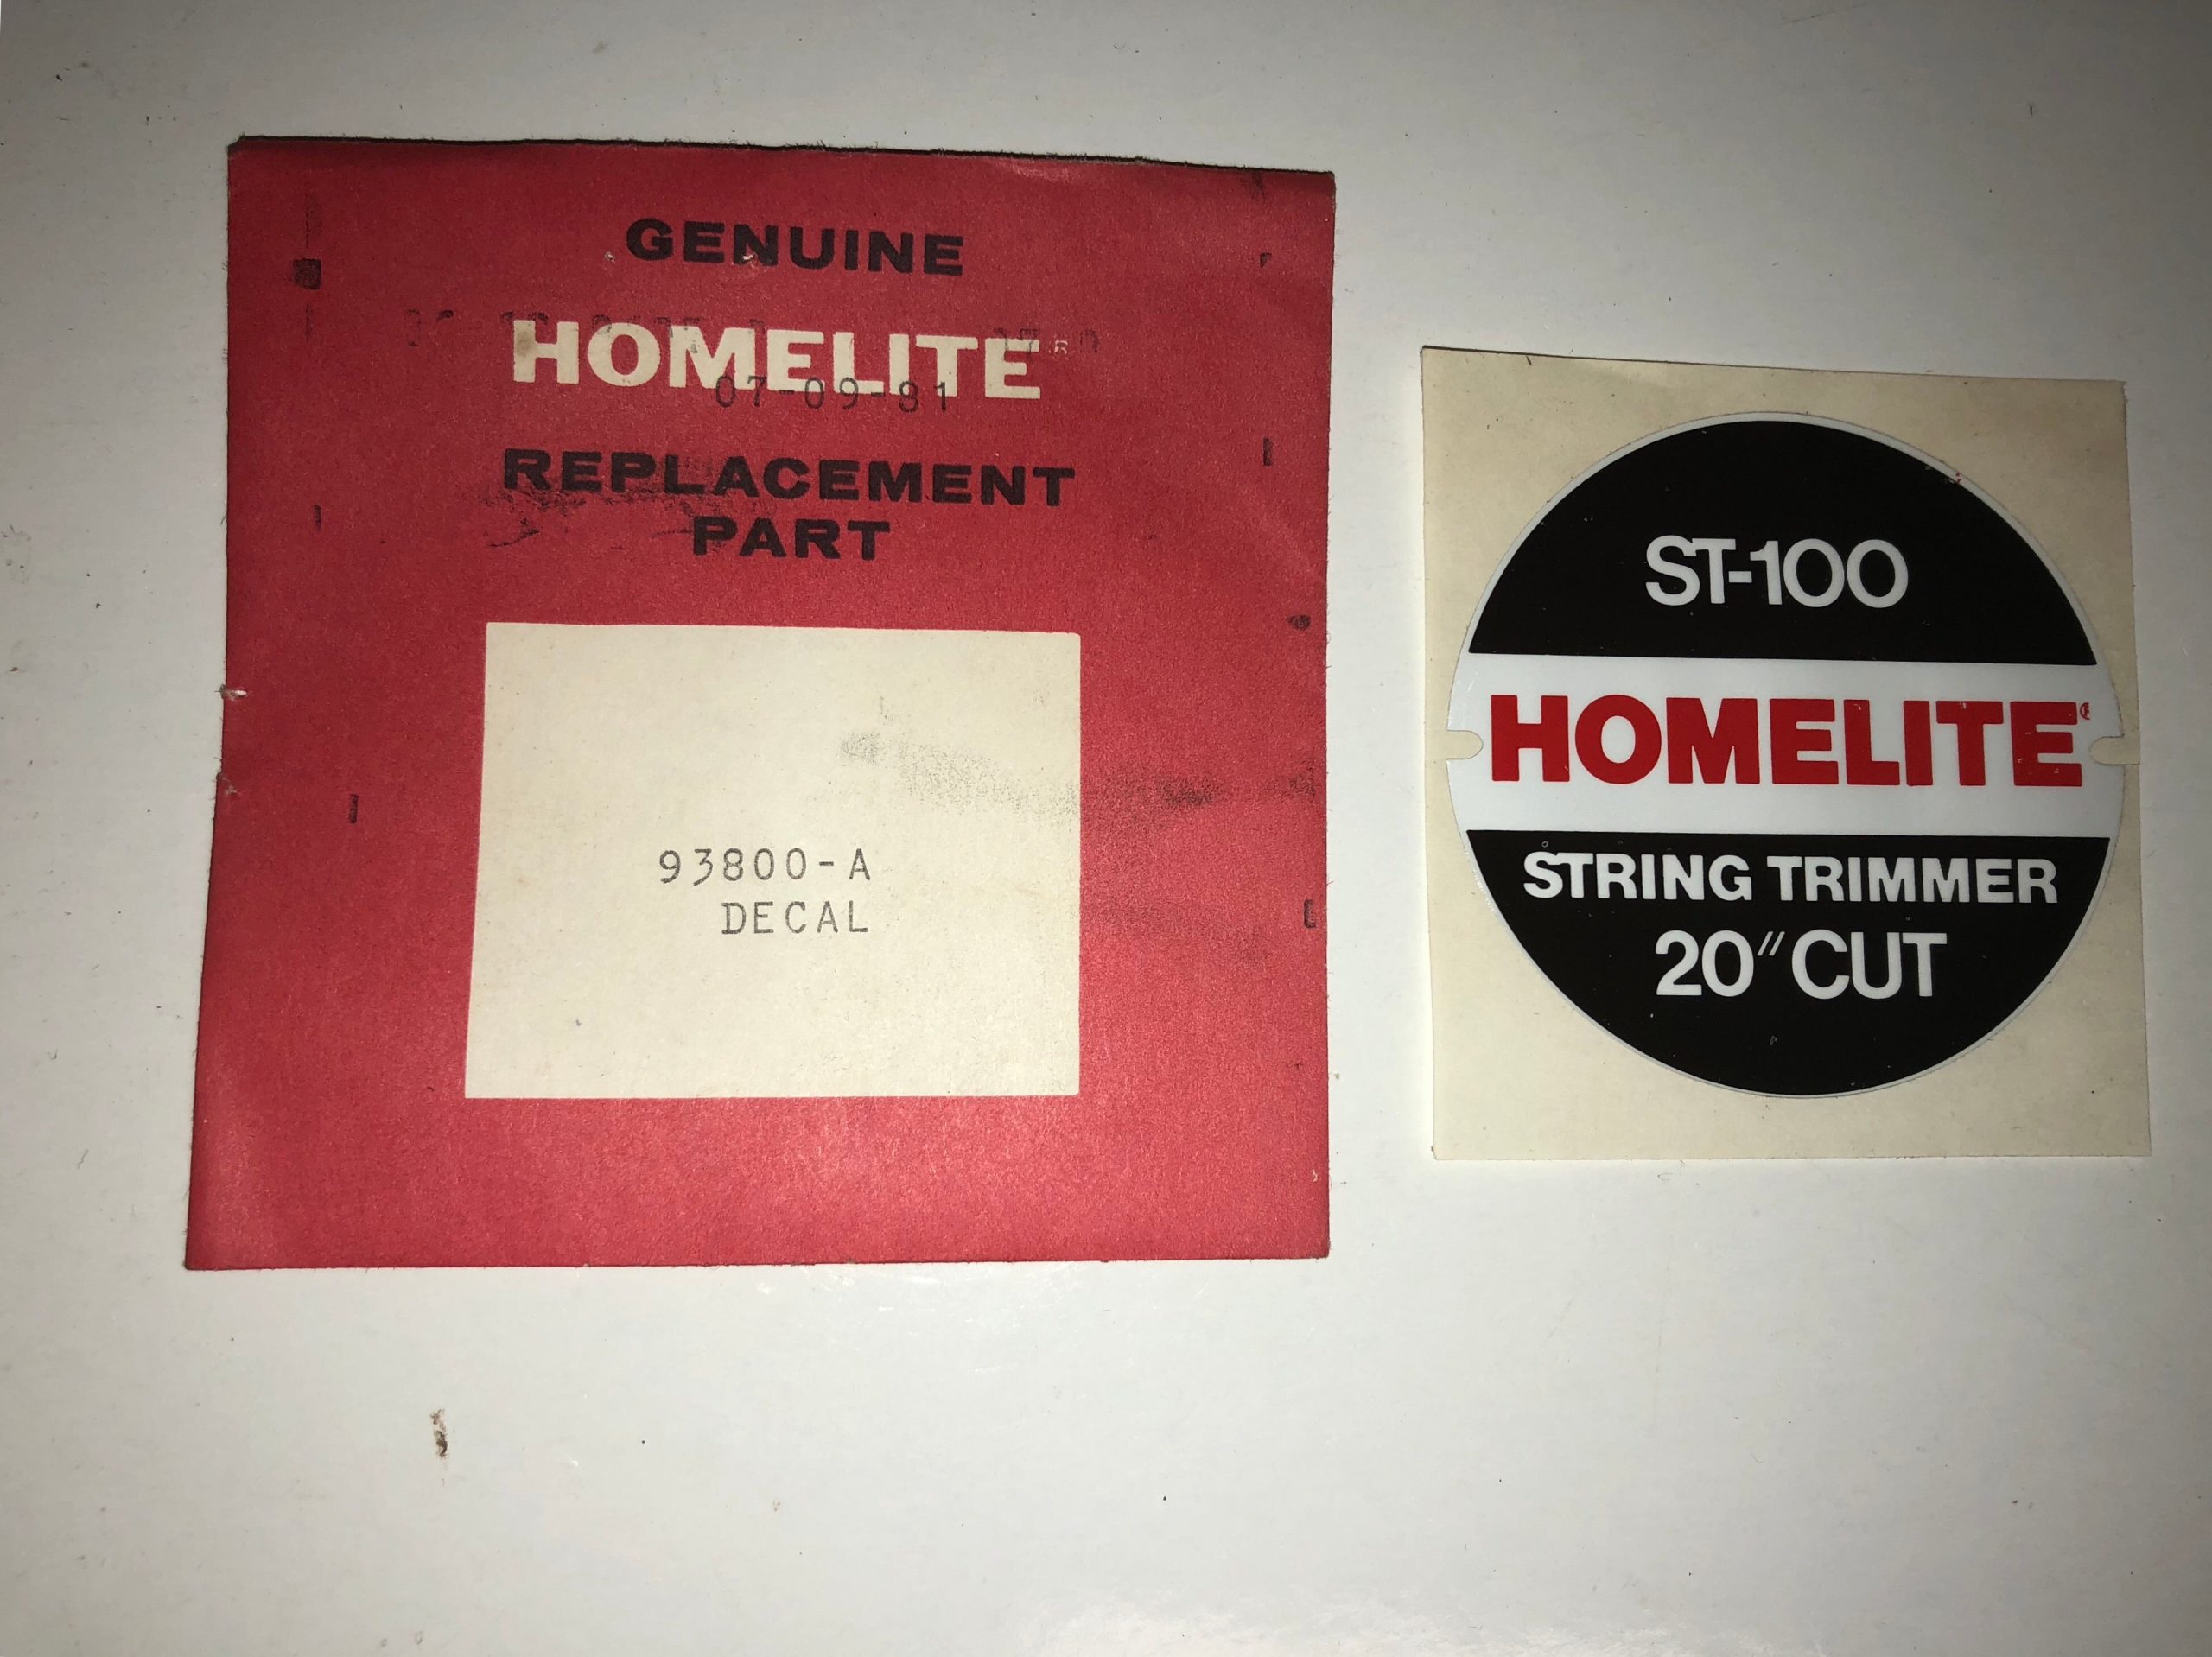 GENUINE
HOMELITE®
07-09-81
REPLACEMENT
PART
93800-A
DECAL
ST-100
HOMELITE®
STRING TRIMMER
20" CUT